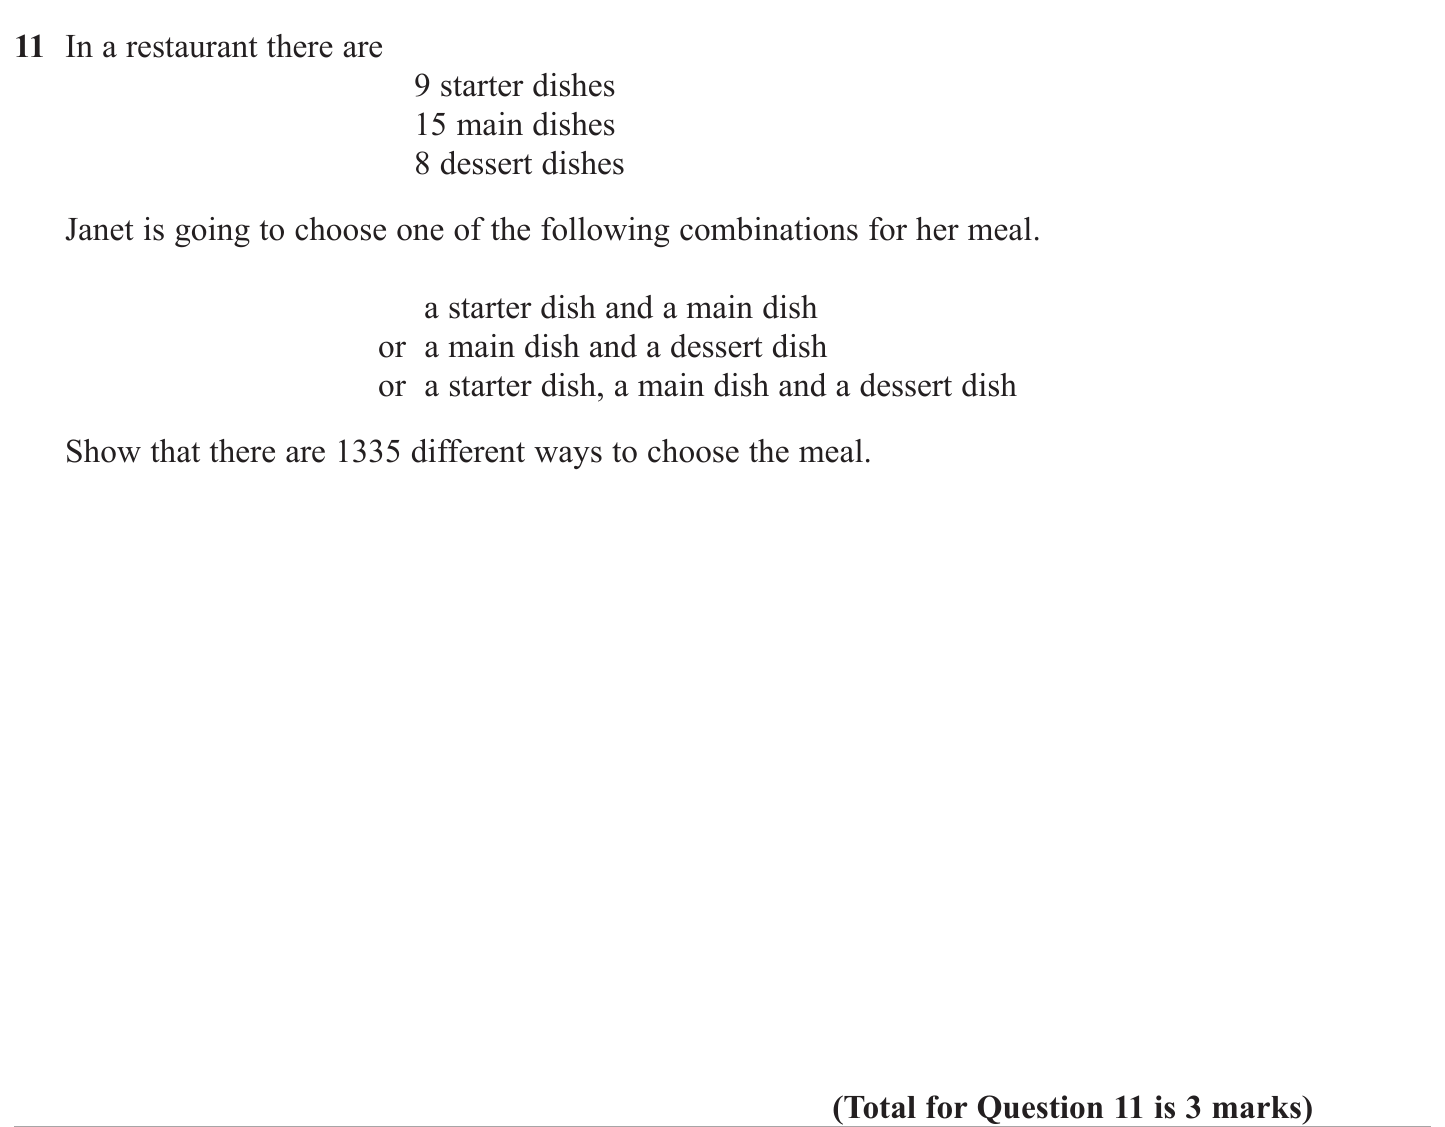 11 In a restaurant there are
9 starter dishes
15 main dishes
8 dessert dishes
Janet is going to choose one of the following combinations for her meal.
a starter dish and a main dish
or a main dish and a dessert dish
or a starter dish, a main dish and a dessert dish
Show that there are 1335 different ways to choose the meal.
(Total for Question 11 is 3 marks)